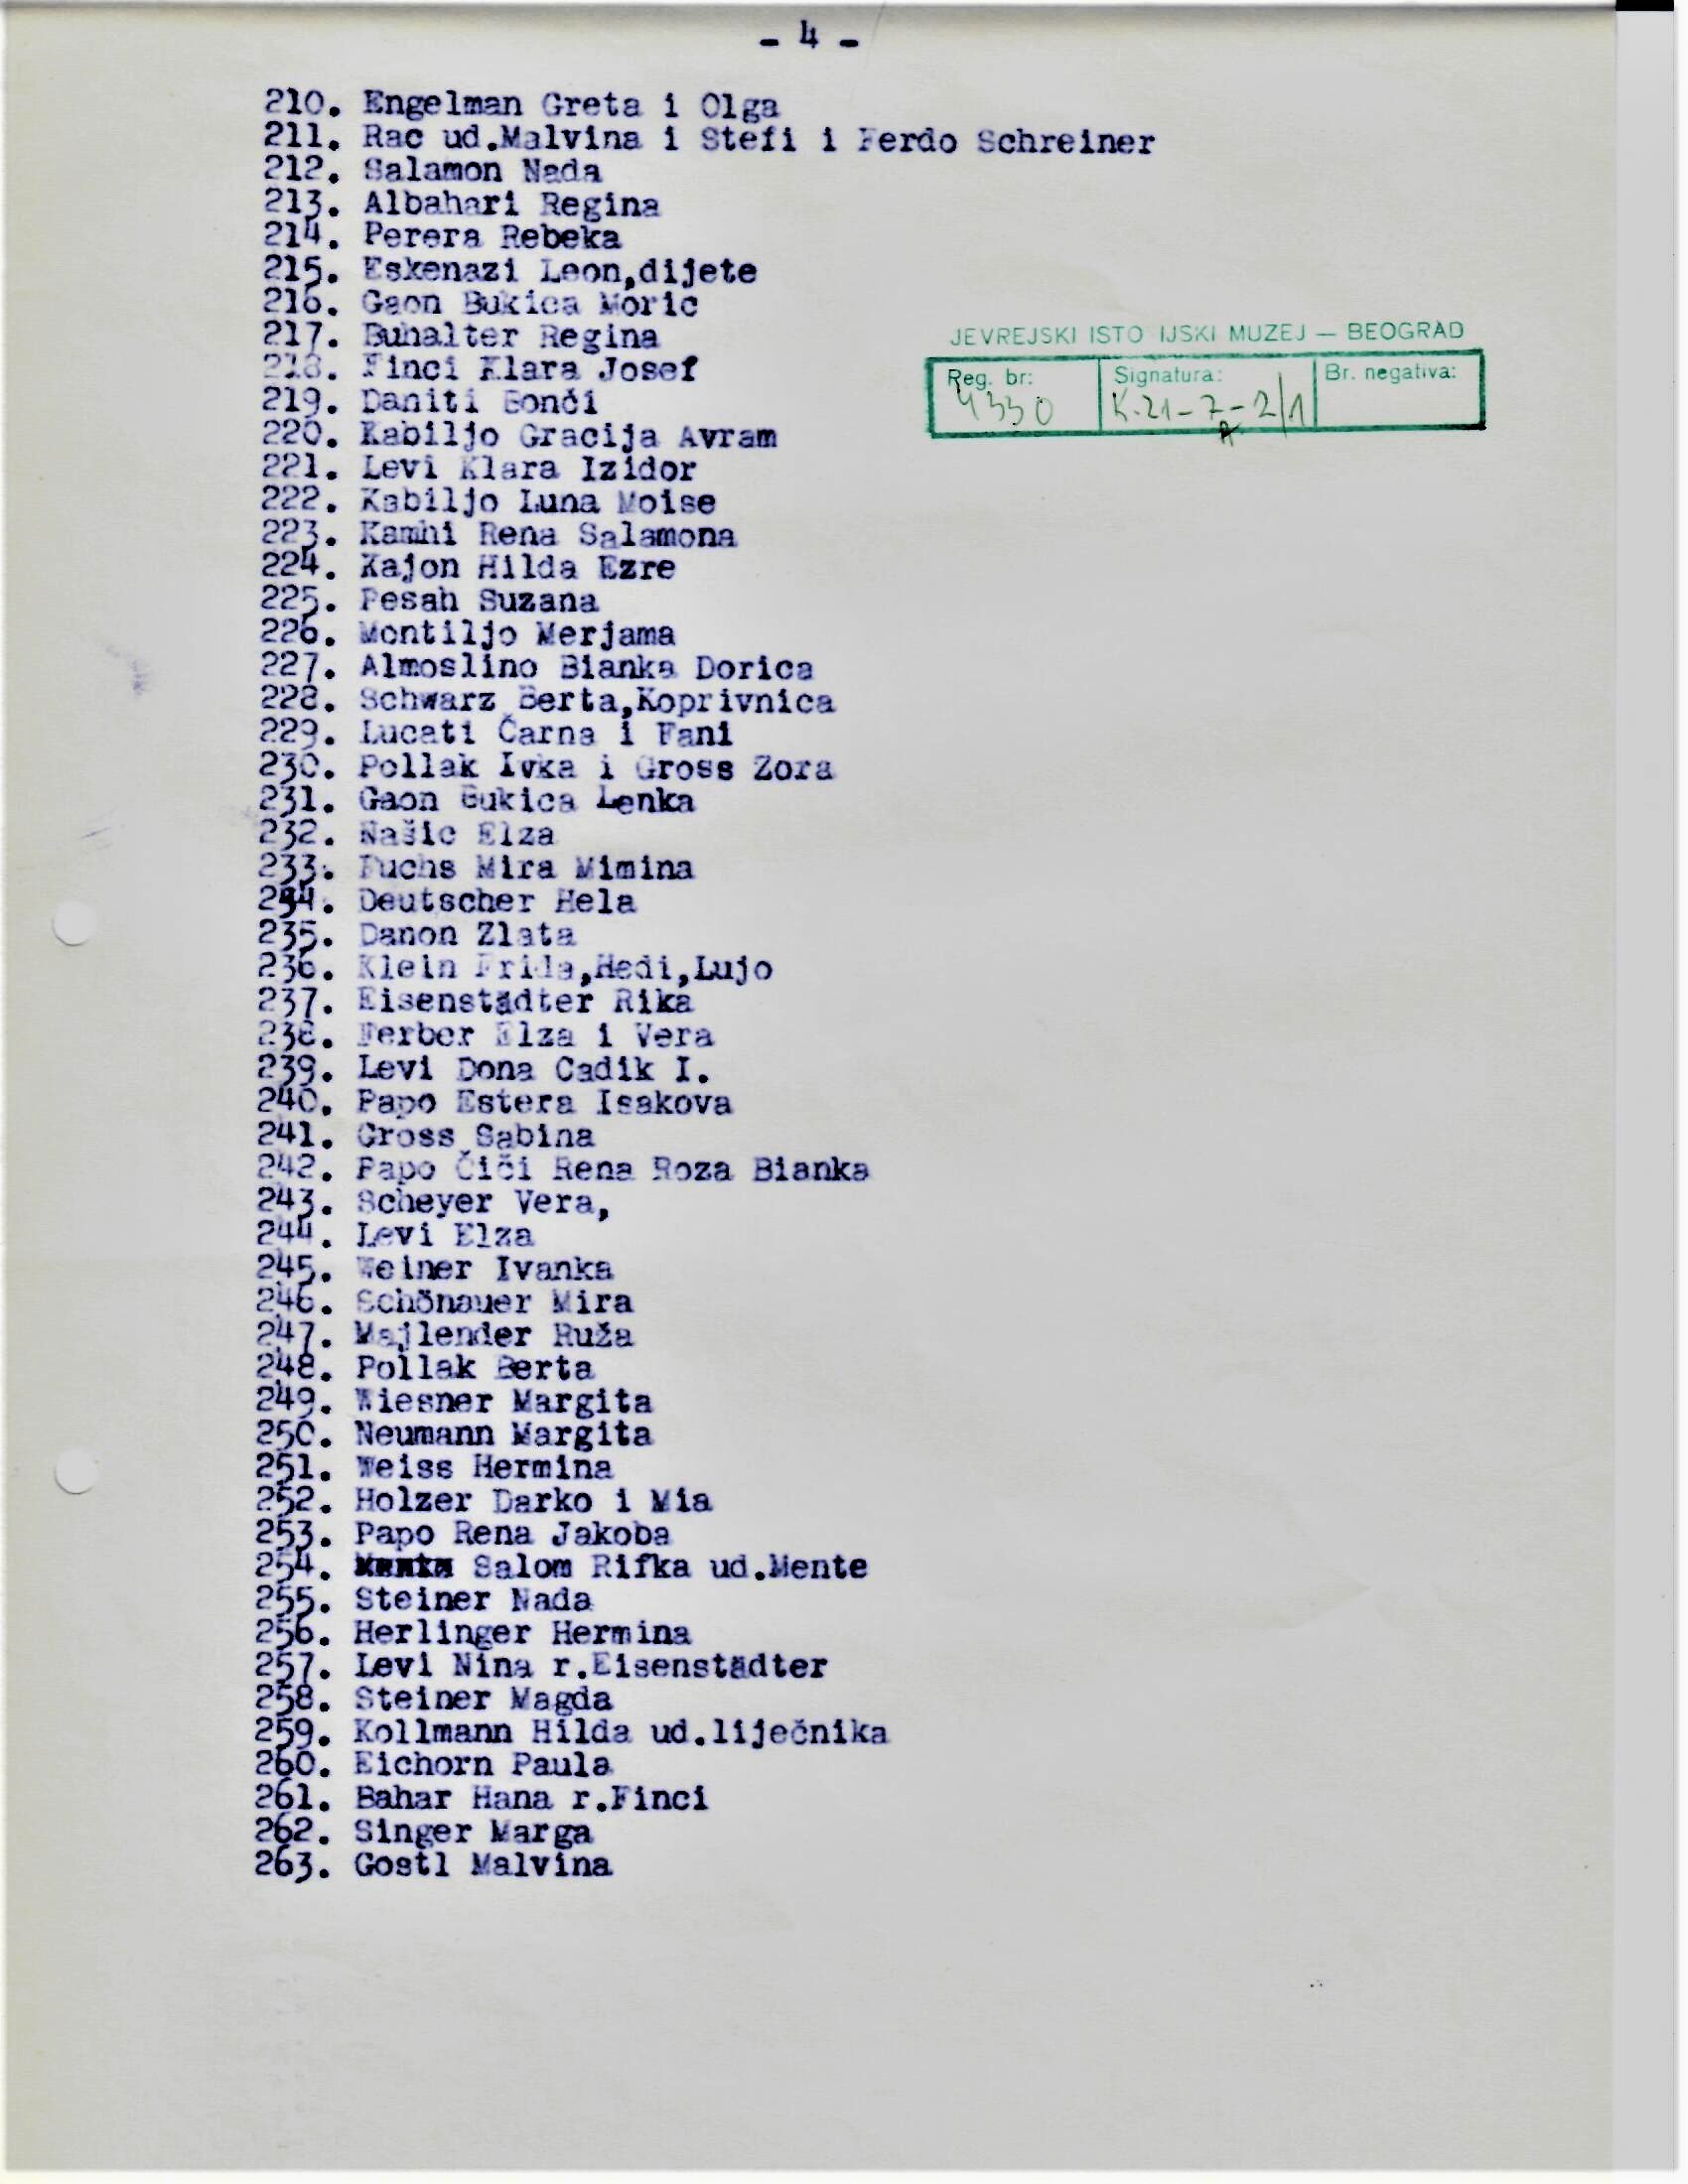 - 4 -
210. Engelman Greta i Olga
211. Rac ud.Malvina i Stefi i Ferdo Schreiner
212. Salamon Nada
213. Albahari Regina
214. Perera Rebeka
215. Eskenazi Leon,dijete
216. Gaon Bukica Moric
217. Buhalter Regina
218. Finci Klara Josef
219. Daniti Bonći
220. Kabiljo Gracija Avram
221. Levi Klara Izidor
222. Kabiljo Luna Moise
223. Kamhi Rena Salamona
224. Kajon Hilda Ezre
225. Pesah Suzana
226. Montiljo Merjama
227. Almoslino Bianka Dorica
228. Schwarz Berta,Koprivnica
229. Lucati Čarna i Fani
230. Pollak Ivka i Gross Zora
231. Gaon Bukica Lenka
232. Našic Elza
233. Fuchs Mira Mimina
234. Deutscher Hela
235. Danon Zlata
236. Klein Frida,Hedi,Lujo
237. Eisenstädter Rika
238. Ferber Elza i Vera
239. Levi Dona Cadik I.
240. Papo Estera Isakova
241. Gross Sabina
242. Papo Čiči Rena Roza Bianka
243. Scheyer Vera,
244. Levi Elza
245. Weiner Ivanka
246. Schönauer Mira
247. Majlender Ruža
248. Pollak Berta
249. Wiesner Margita
250. Neumann Margita
251. Weiss Hermina
252. Holzer Darko i Mia
253. Papo Rena Jakoba
254. Salom Rifka ud.Mente
255. Steiner Nada
256. Herlinger Hermina
257. Levi Nina r.Eisenstädter
258. Steiner Magda
259. Kollmann Hilda ud.liječnika
260. Eichorn Paula
261. Bahar Hana r.Finci
262. Singer Marga
263. Gostl Malvina
JEVREJSKI ISTO IJSKI MUZEJ — BEOGRAD
Reg. br: Signatura: Br. negativa:
4330 K.21-7-2/1